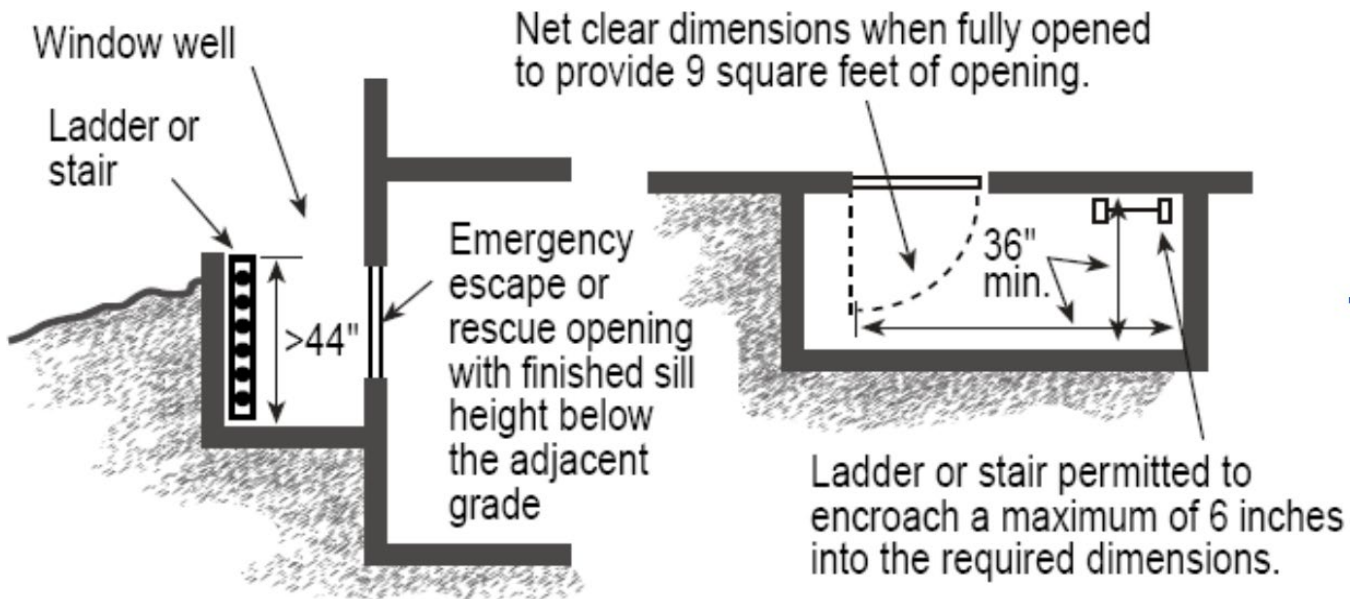 Window well
Ladder or
stair
>44"
Emergency
escape or
rescue opening
with finished sill
height below
the adjacent
grade
Net clear dimensions when fully opened
to provide 9 square feet of opening.
36"
min.
Ladder or stair permitted to
encroach a maximum of 6 inches
into the required dimensions.